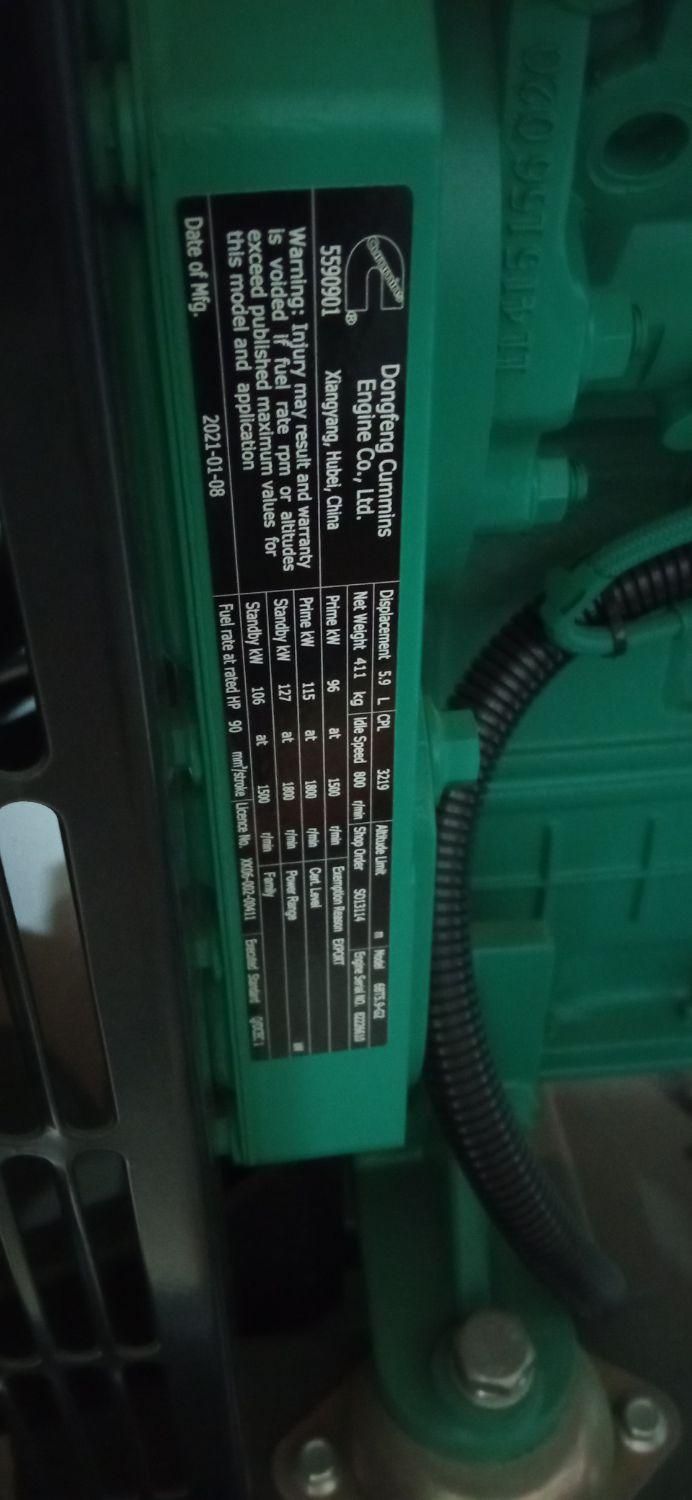 Cummins
®
Dongfeng Cummins
Engine Co., Ltd.
5590901 Xiangyang, Hubei, China
Warning: Injury may result and warranty
is voided if fuel rate rpm or altitudes
exceed published maximum values for
this model and application
Date of Mfg. 2021-01-08
Displacement 5.9 L CPL 3219 Altitude Limit m Model 6BT5.9-G2
Net Weight 411 kg Idle Speed 800 r/min Shop Order SO13114 Engine Serial NO.
Prime kW 96 at 1500 r/min Exemption Reason EXPORT
Prime kW 115 at 1800 r/min Cert. Level
Standby kW 127 at 1800 r/min Power Range
Standby kW 106 at 1500 r/min Family
Fuel rate at rated HP 90 mm³/stroke Licence No. XK06-002-00411 Executed Standard